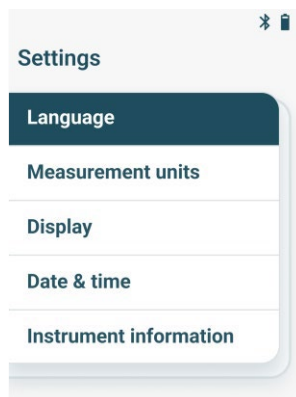 Settings
Language
Measurement units
Display
Date & time
Instrument information